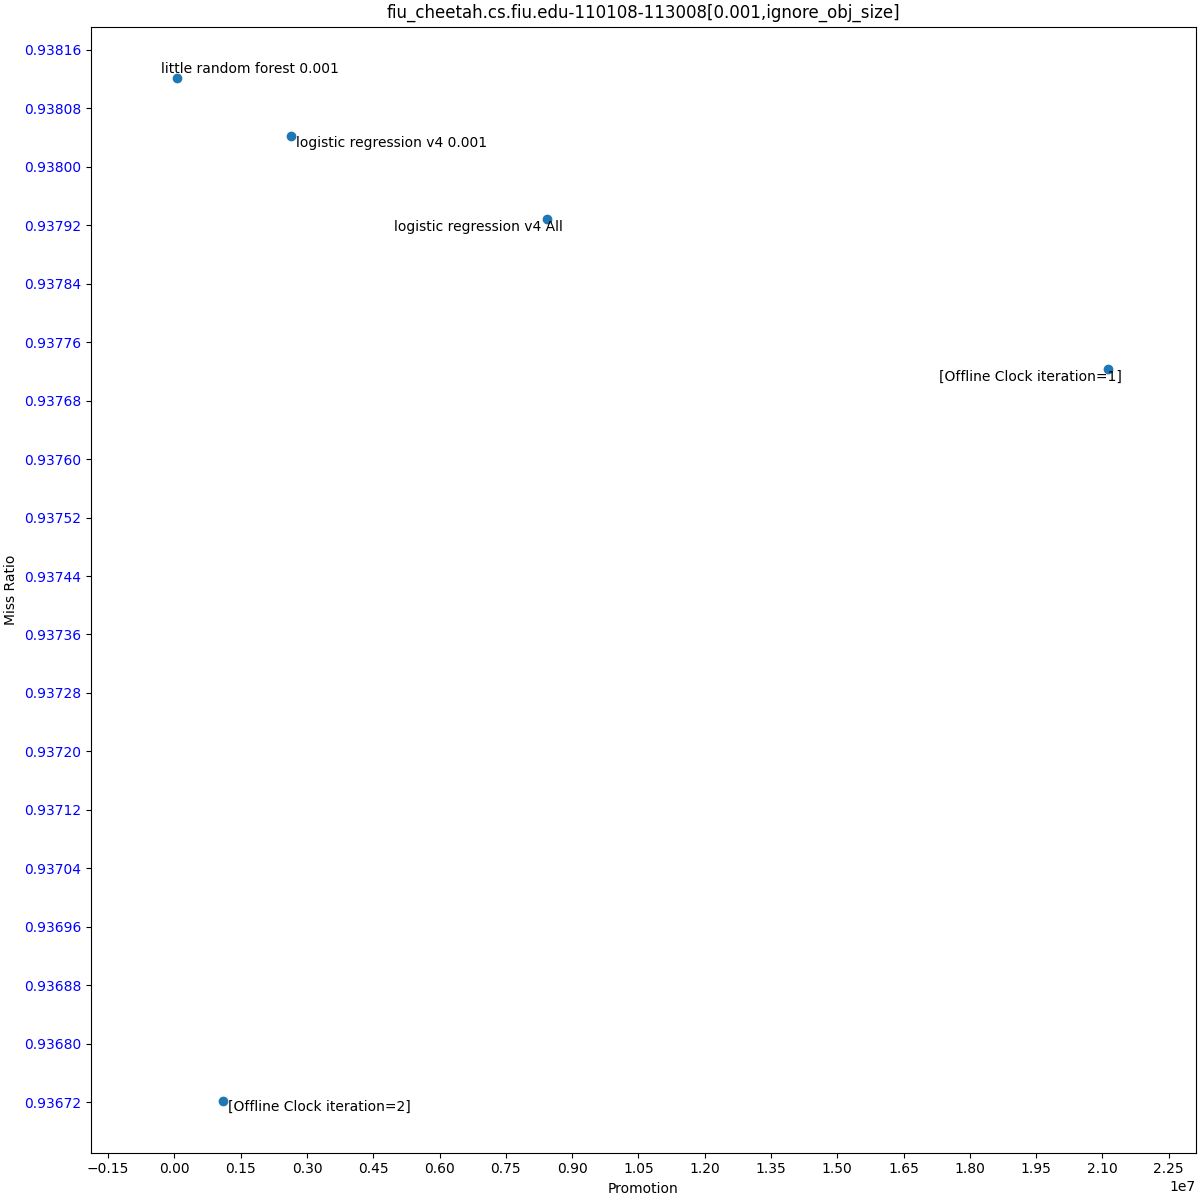 fiu_cheetah.cs.fiu.edu-110108-113008[0.001,ignore_obj_size]
0.93816
little random forest 0.001
0.93808
logistic regression v4 0.001
0.93800
0.93792
logistic regression v4 All
0.93784
0.93776
[Offline Clock iteration=1]
0.93768
0.93760
0.93752
0.93744
Miss Ratio
0.93736
0.93728
0.93720
0.93712
0.93704
0.93696
0.93688
0.93680
0.93672
[Offline Clock iteration=2]
−0.15 0.00 0.15 0.30 0.45 0.60 0.75 0.90 1.05 1.20 1.35 1.50 1.65 1.80 1.95 2.10 2.25
1e7
Promotion